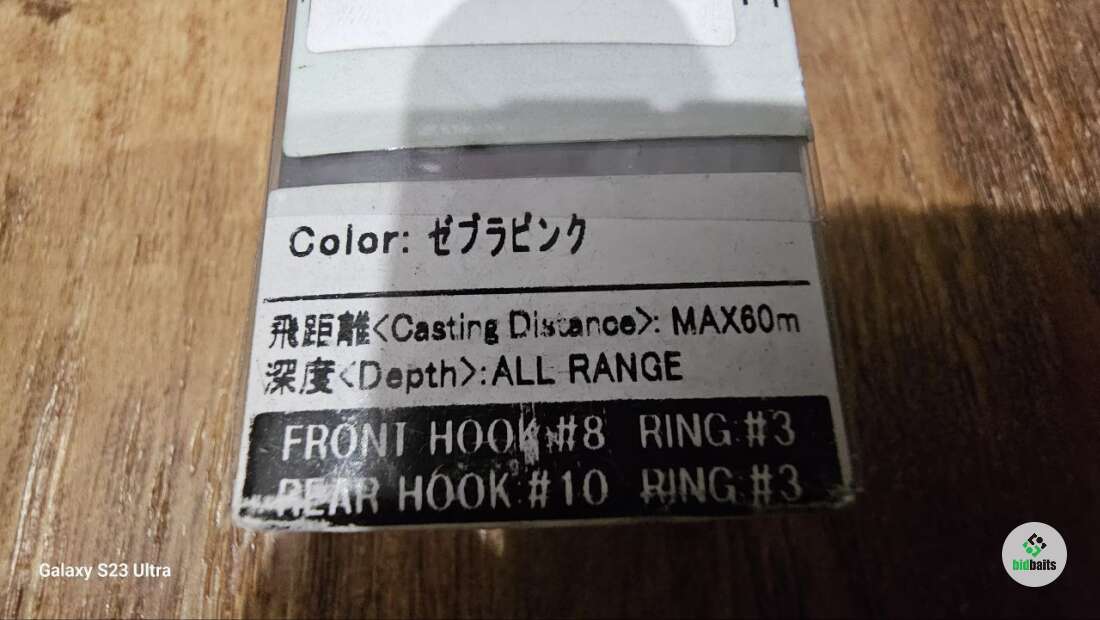 Color: ゼブラピンク
飛距離<Casting Distance>: MAX60m
深度<Depth>:ALL RANGE
FRONT HOOK #8 RING #3
REAR HOOK #10 RING #3
Galaxy S23 Ultra
bidbaits